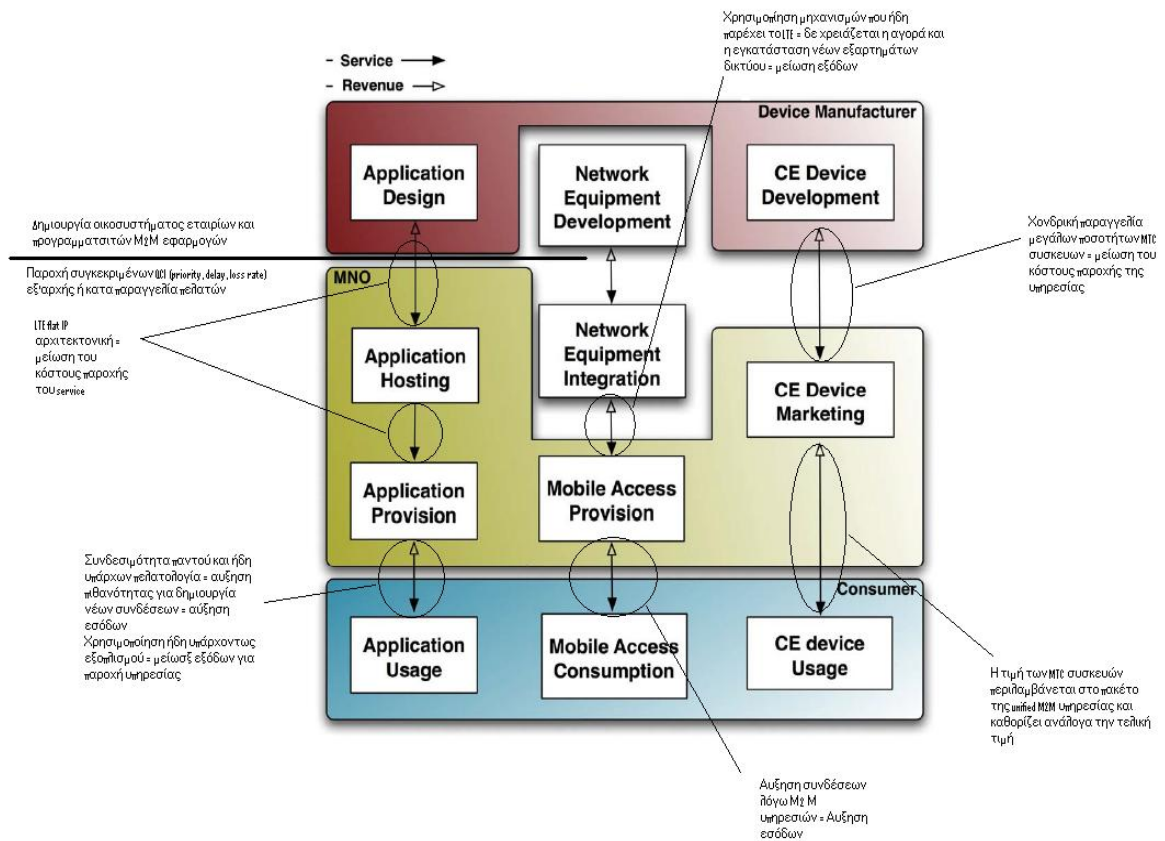 Χρησιμοπίηση μηχανισμών που ήδη
παρέχει το LTE = δε χρειάζεται η αγορά και
η εγκατάσταση νέων εξαρτημάτων
δικτύου = μείωση εξόδων
- Service
- Revenue
Device Manufacturer
Application
Design
Network
Equipment
Development
CE Device
Development
Δημιουργία οικοσυστήματος εταιρίων και
προγραμματσιτών M2M εφαρμογών
Παροχή συγκεκριμένων QCI (priority, delay, loss rate)
εξ'αρχής ή κατα παραγγελία πελατών
LTE flat IP
αρχιτεκτονική =
μείωση του
κόστους παροχής
του service
Χονδρική παραγγελία
μεγάλων ποσοτήτων MTC
συσκευων = μείωση του
κόστους παροχής της
υπηρεσίας
MNO
Application
Hosting
Network
Equipment
Integration
CE Device
Marketing
Application
Provision
Mobile Access
Provision
Συνδεσιμότητα παντού και ήδη
υπάρχων πελατολογία = αυξηση
πιθανότητας για δημιουργία
νέων συνδέσεων = αύξηση
εσόδων
Χρησιμοποίηση ήδη υπάρχοντως
εξοπλισμού = μείωσξ εξόδων για
παροχή υπηρεσίας
Consumer
Application
Usage
Mobile Access
Consumption
CE device
Usage
Η τιμή των MTC συσκευών
περιλαμβάνεται στο πακέτο
της unified M2M υπηρεσίας και
καθορίζει ανάλογα την τελική
τιμή
Αυξηση συνδέσεων
λόγω M2M
υπηρεσιών = Αυξηση
εσόδων